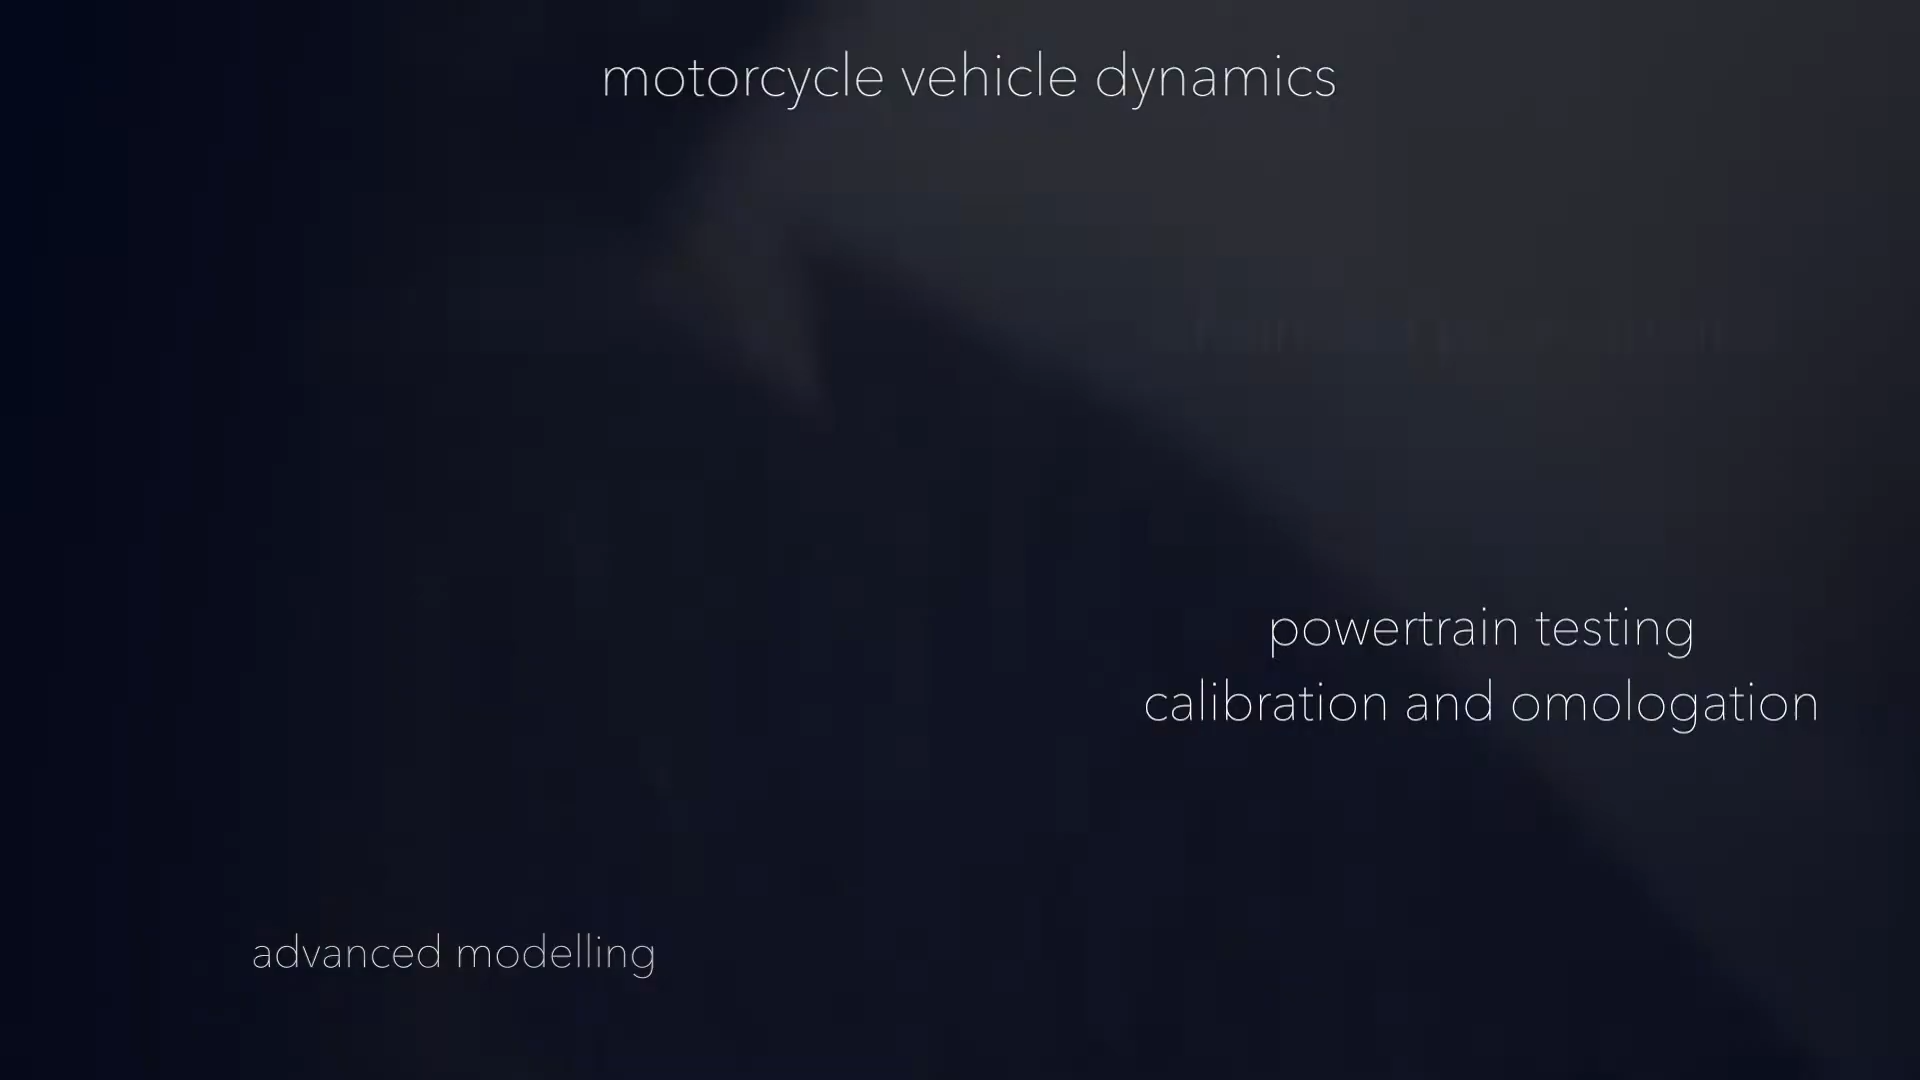 motorcycle vehicle dynamics
powertrain testing
calibration and omologation
advanced modelling